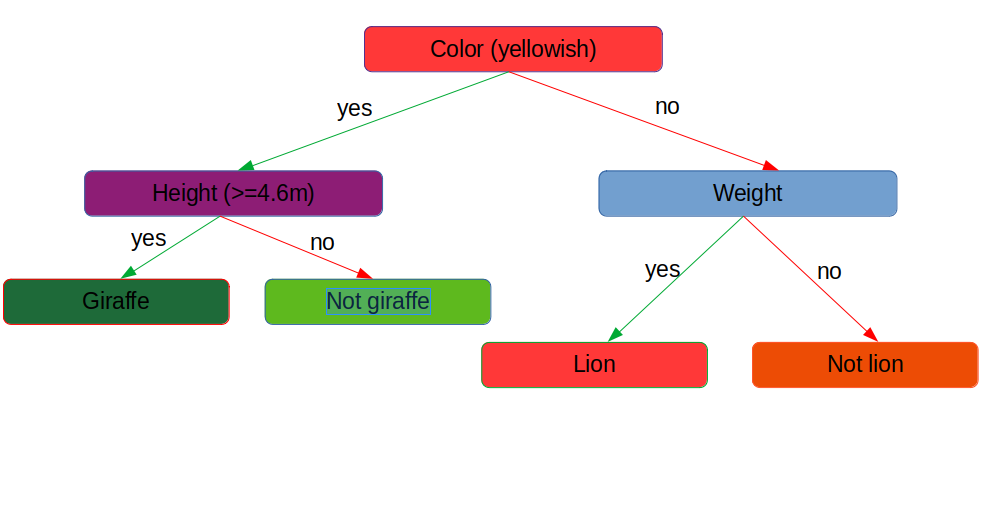 Color (yellowish)
yes
no
Height (>=4.6m)
Weight
yes
no
yes
no
Giraffe
Not giraffe
Lion
Not lion